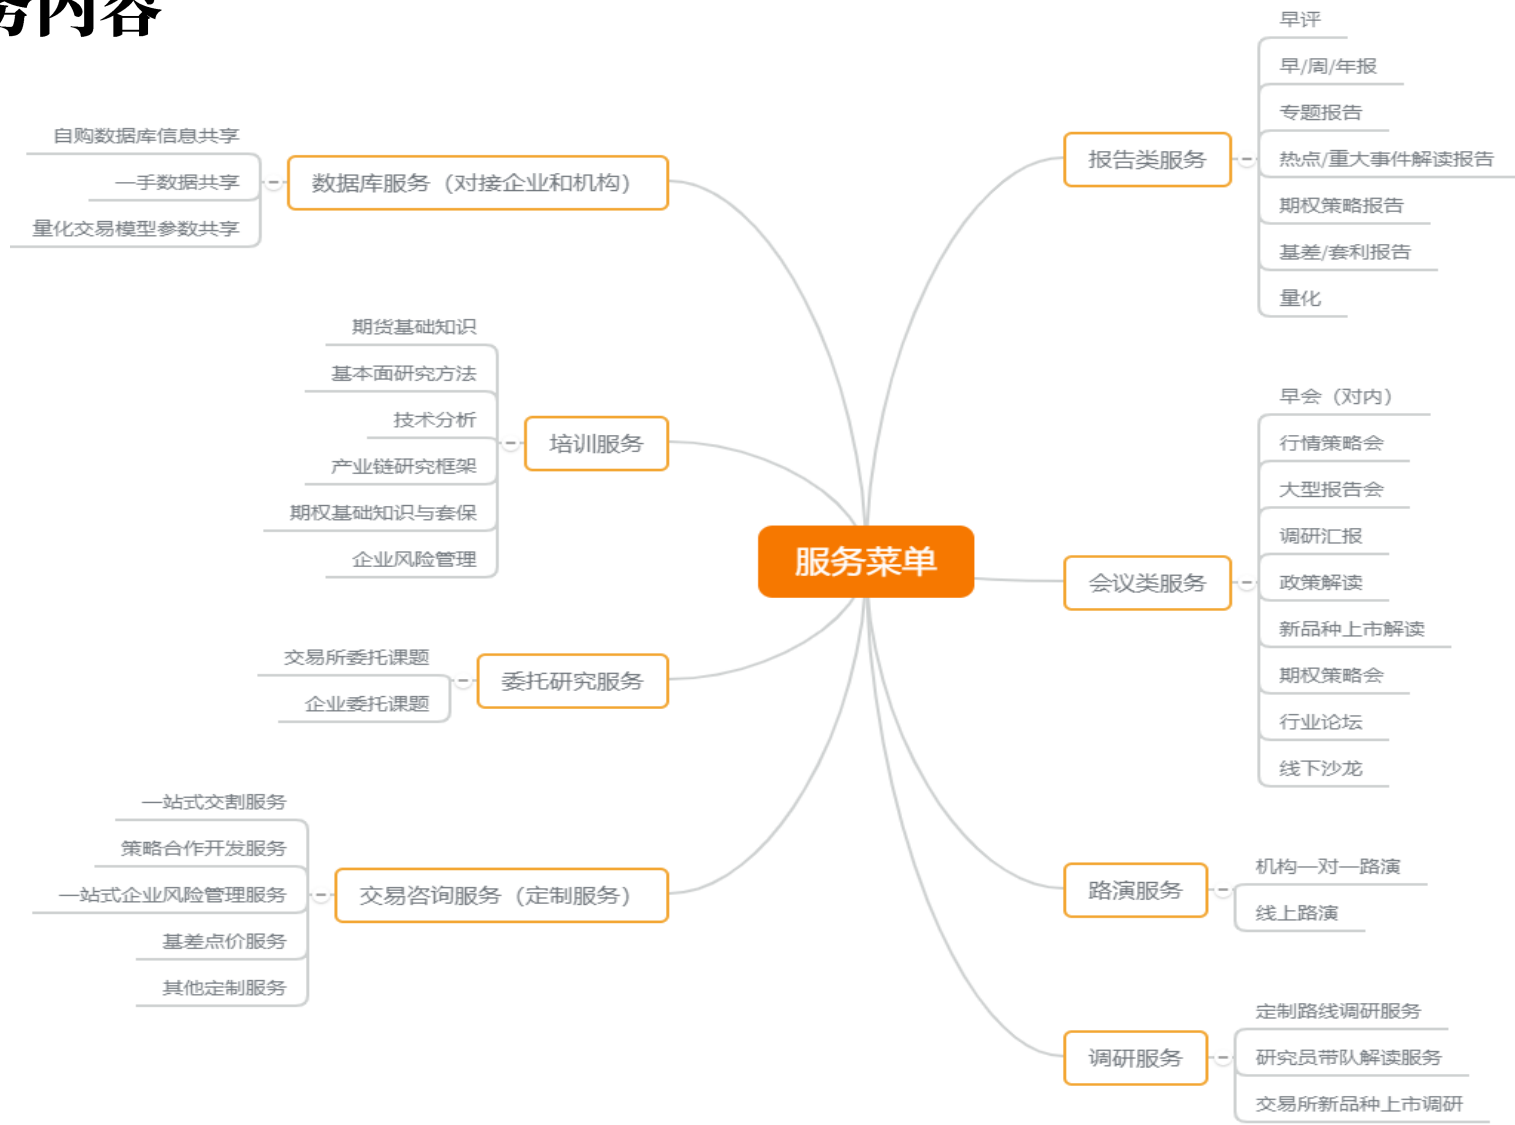 务内容
服务菜单
数据库服务（对接企业和机构）
自购数据库信息共享
一手数据共享
量化交易模型参数共享
培训服务
期货基础知识
基本面研究方法
技术分析
产业链研究框架
期权基础知识与套保
企业风险管理
委托研究服务
交易所委托课题
企业委托课题
交易咨询服务（定制服务）
一站式交割服务
策略合作开发服务
一站式企业风险管理服务
基差点价服务
其他定制服务
报告类服务
早评
早/周/年报
专题报告
热点/重大事件解读报告
期权策略报告
基差/套利报告
量化
会议类服务
早会（对内）
行情策略会
大型报告会
调研汇报
政策解读
新品种上市解读
期权策略会
行业论坛
线下沙龙
路演服务
机构一对一路演
线上路演
调研服务
定制路线调研服务
研究员带队解读服务
交易所新品种上市调研